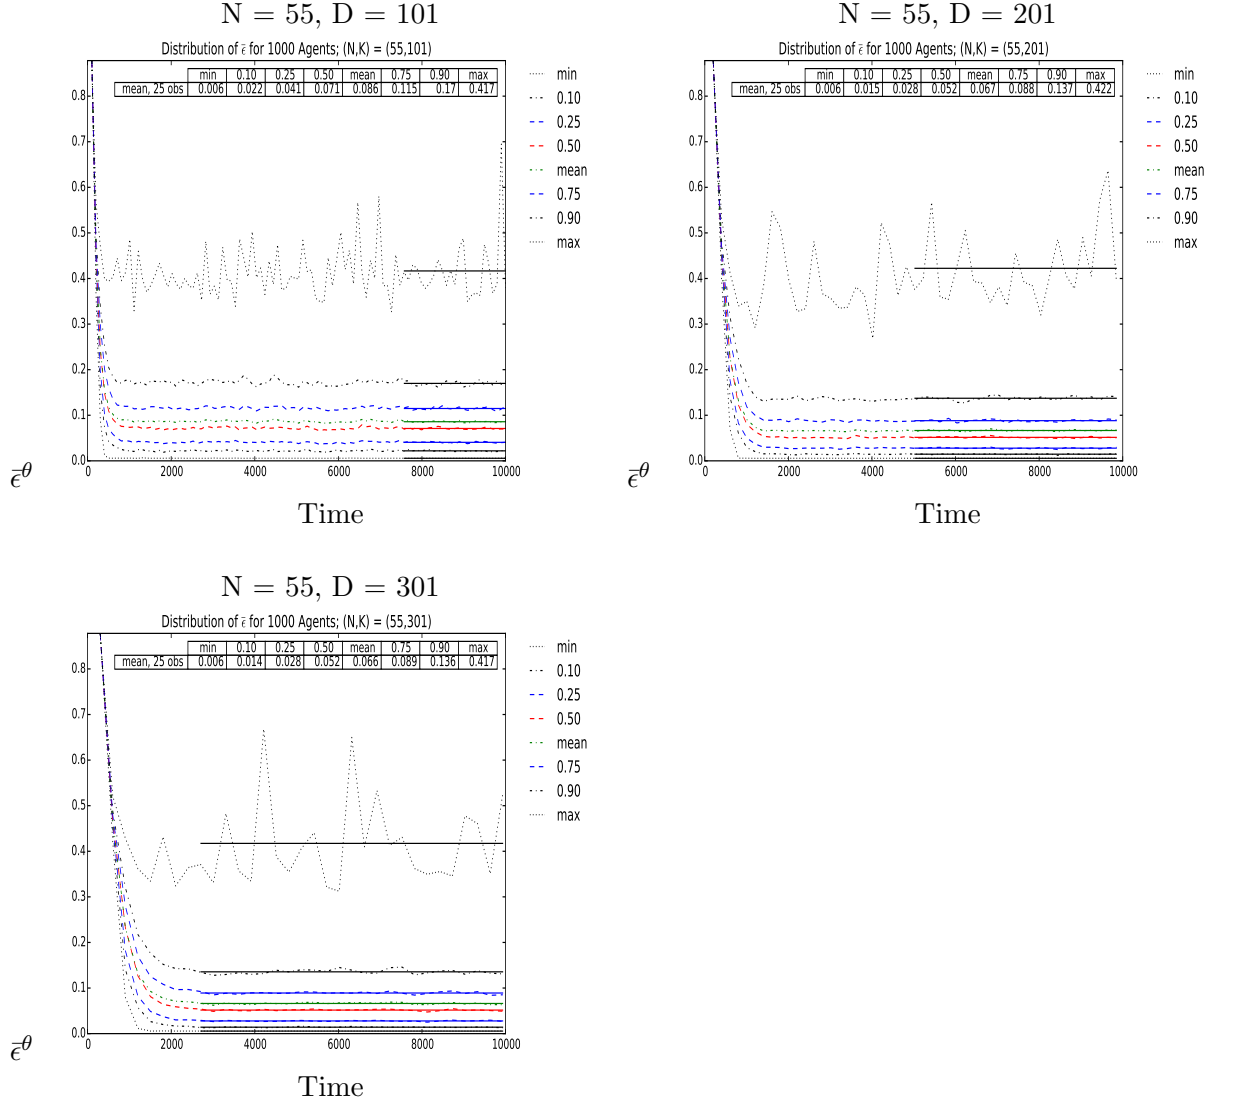 N = 55, D = 101
Distribution of ε̄ for 1000 Agents; (N,K) = (55,101)
min 0.10 0.25 0.50 mean 0.75 0.90 max
mean, 25 obs 0.006 0.022 0.041 0.071 0.086 0.115 0.17 0.417
0.8
0.7
0.6
0.5
0.4
0.3
0.2
0.1
0.0
0 2000 4000 6000 8000 10000
min
0.10
0.25
0.50
mean
0.75
0.90
max
ε̄^θ
Time
N = 55, D = 201
Distribution of ε̄ for 1000 Agents; (N,K) = (55,201)
min 0.10 0.25 0.50 mean 0.75 0.90 max
mean, 25 obs 0.006 0.015 0.028 0.052 0.067 0.088 0.137 0.422
0.8
0.7
0.6
0.5
0.4
0.3
0.2
0.1
0.0
0 2000 4000 6000 8000 10000
min
0.10
0.25
0.50
mean
0.75
0.90
max
ε̄^θ
Time
N = 55, D = 301
Distribution of ε̄ for 1000 Agents; (N,K) = (55,301)
min 0.10 0.25 0.50 mean 0.75 0.90 max
mean, 25 obs 0.006 0.014 0.028 0.052 0.066 0.089 0.136 0.417
0.8
0.7
0.6
0.5
0.4
0.3
0.2
0.1
0.0
0 2000 4000 6000 8000 10000
min
0.10
0.25
0.50
mean
0.75
0.90
max
ε̄^θ
Time